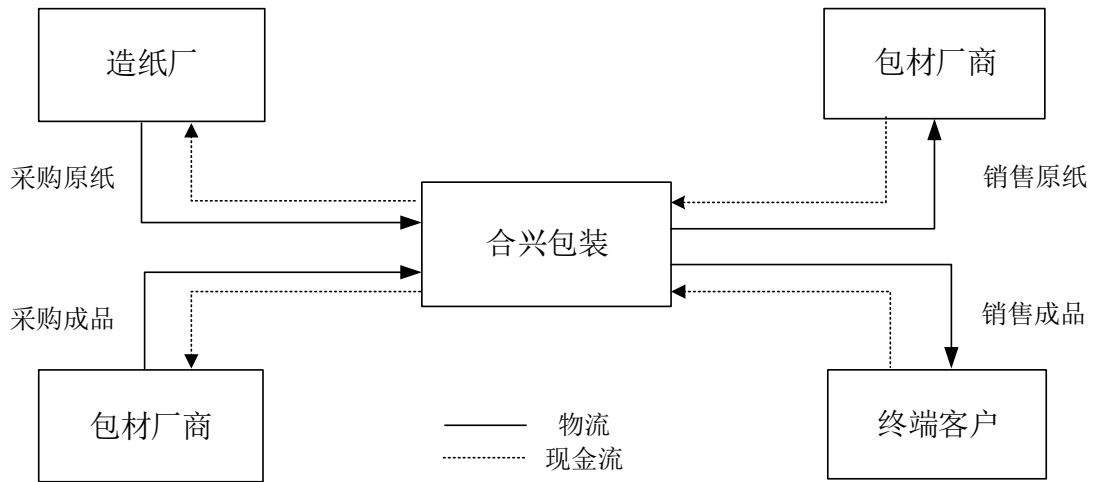 造纸厂
包材厂商
采购原纸
销售原纸
合兴包装
采购成品
销售成品
包材厂商
终端客户
物流
现金流